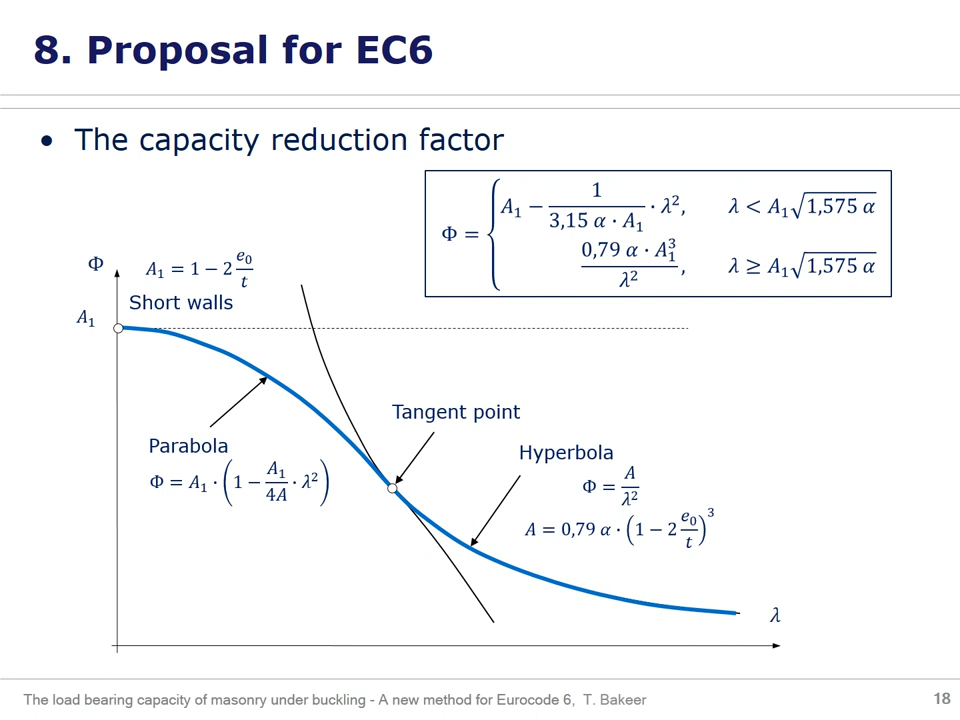 8. Proposal for EC6
• The capacity reduction factor
Φ = { A₁ − 1/(3,15 α · A₁) · λ², λ < A₁√(1,575 α)
0,79 α · A₁³/λ², λ ≥ A₁√(1,575 α)
Φ
A₁ = 1 − 2 e₀/t
Short walls
A₁
Tangent point
Parabola
Φ = A₁ · (1 − A₁/4A · λ²)
Hyperbola
Φ = A/λ²
A = 0,79 α · (1 − 2 e₀/t)³
λ
The load bearing capacity of masonry under buckling - A new method for Eurocode 6, T. Bakeer
18